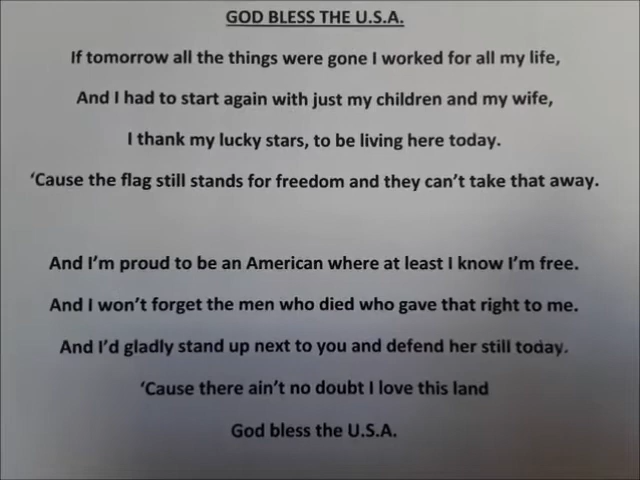 GOD BLESS THE U.S.A.
If tomorrow all the things were gone I worked for all my life,
And I had to start again with just my children and my wife,
I thank my lucky stars, to be living here today.
‘Cause the flag still stands for freedom and they can’t take that away.
And I’m proud to be an American where at least I know I’m free.
And I won’t forget the men who died who gave that right to me.
And I’d gladly stand up next to you and defend her still today.
‘Cause there ain’t no doubt I love this land
God bless the U.S.A.